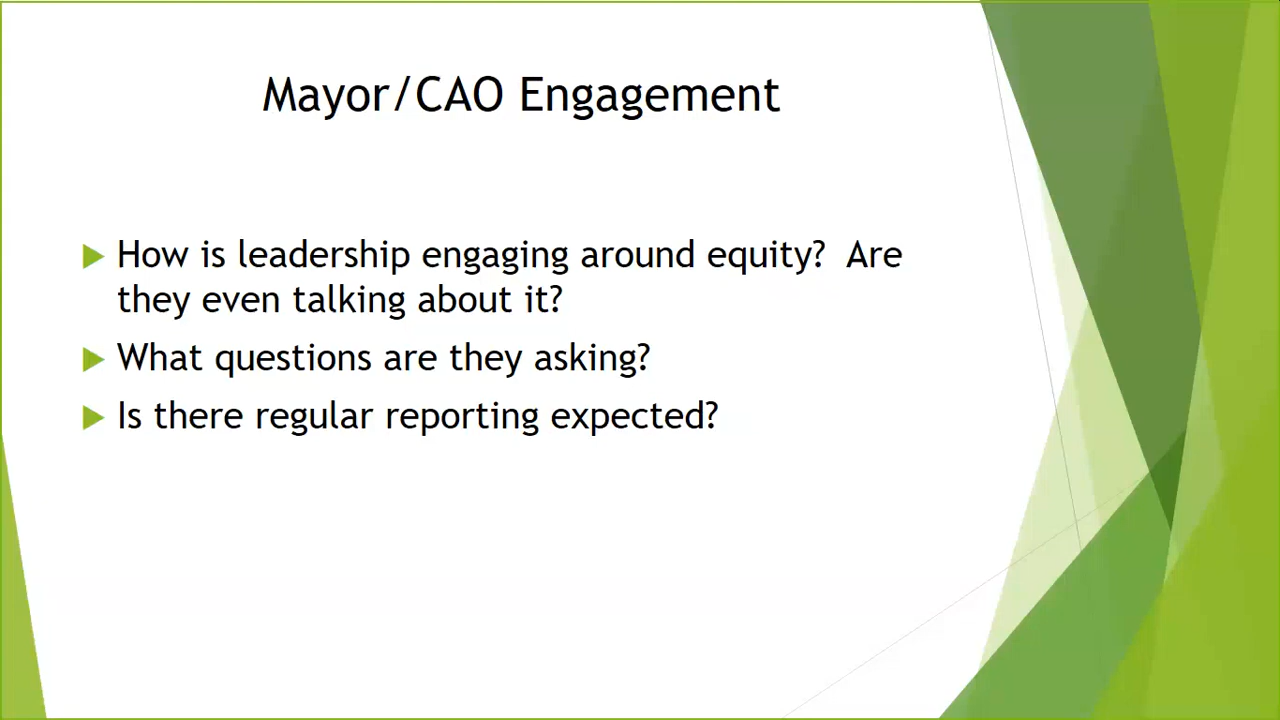 Mayor/CAO Engagement
How is leadership engaging around equity?  Are
they even talking about it?
What questions are they asking?
Is there regular reporting expected?